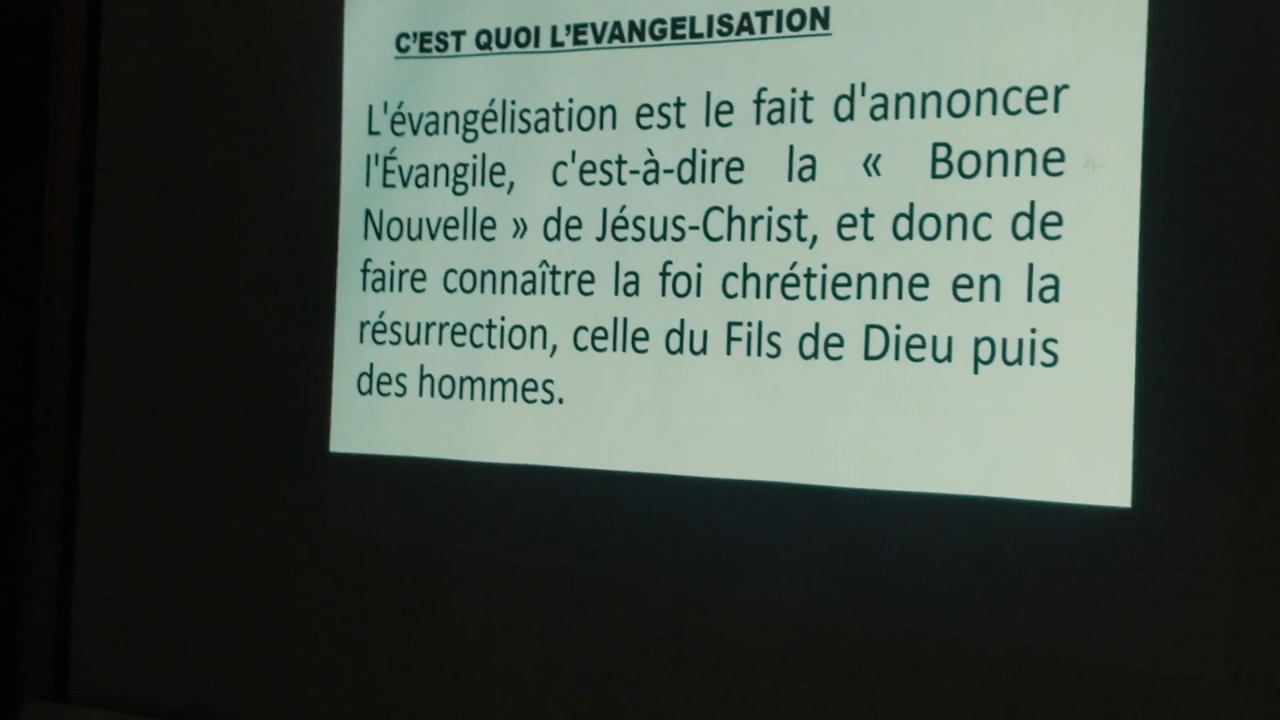 C'EST QUOI L'EVANGELISATION
L'évangélisation est le fait d'annoncer
l'Évangile, c'est-à-dire la « Bonne
Nouvelle » de Jésus-Christ, et donc de
faire connaître la foi chrétienne en la
résurrection, celle du Fils de Dieu puis
des hommes.